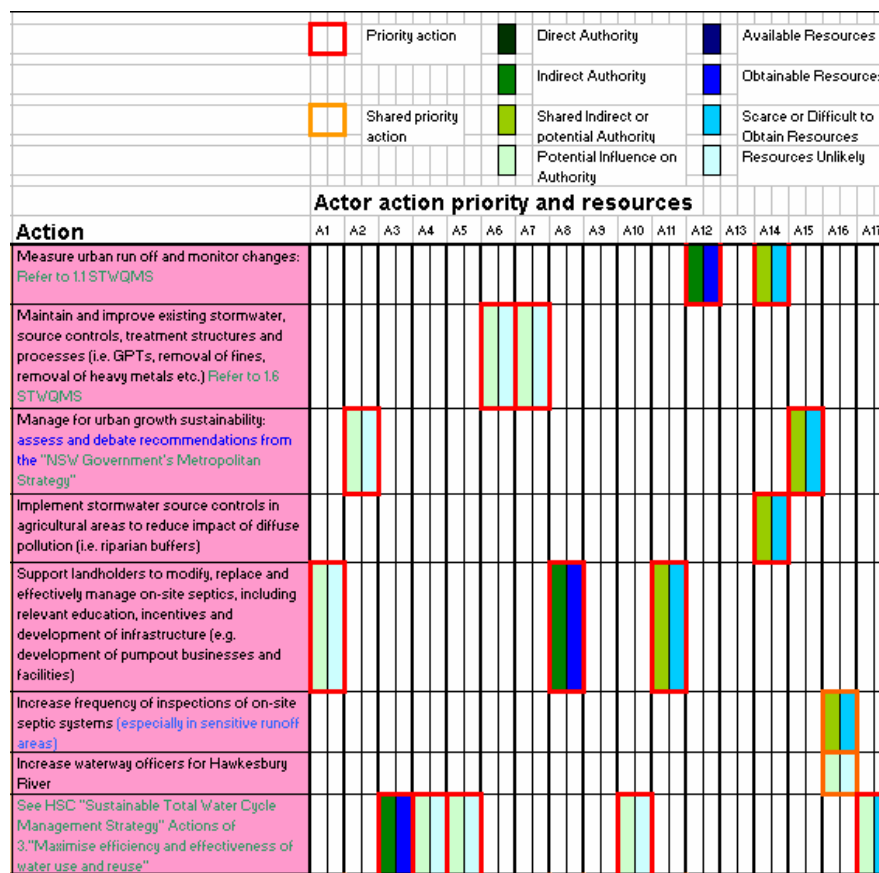 Priority action
Direct Authority
Available Resources
Indirect Authority
Obtainable Resource
Shared priority
action
Shared Indirect or
potential Authority
Scarce or Difficult to
Obtain Resources
Potential Influence on
Authority
Resources Unlikely
Actor action priority and resources
Action
A1 A2 A3 A4 A5 A6 A7 A8 A9 A10 A11 A12 A13 A14 A15 A16 A17
Measure urban run off and monitor changes:
Refer to 1.1 STWQMS
Maintain and improve existing stormwater,
source controls, treatment structures and
processes (i.e. GPTs, removal of fines,
removal of heavy metals etc.) Refer to 1.6
STWQMS
Manage for urban growth sustainability:
assess and debate recommendations from
the "NSW Government's Metropolitan
Strategy"
Implement stormwater source controls in
agricultural areas to reduce impact of diffuse
pollution (i.e. riparian buffers)
Support landholders to modify, replace and
effectively manage on-site septics, including
relevant education, incentives and
development of infrastructure (e.g.
development of pumpout businesses and
facilities)
Increase frequency of inspections of on-site
septic systems (especially in sensitive runoff
areas)
Increase waterway officers for Hawkesbury
River
See HSC "Sustainable Total Water Cycle
Management Strategy" Actions of
3."Maximise efficiency and effectiveness of
water use and reuse"